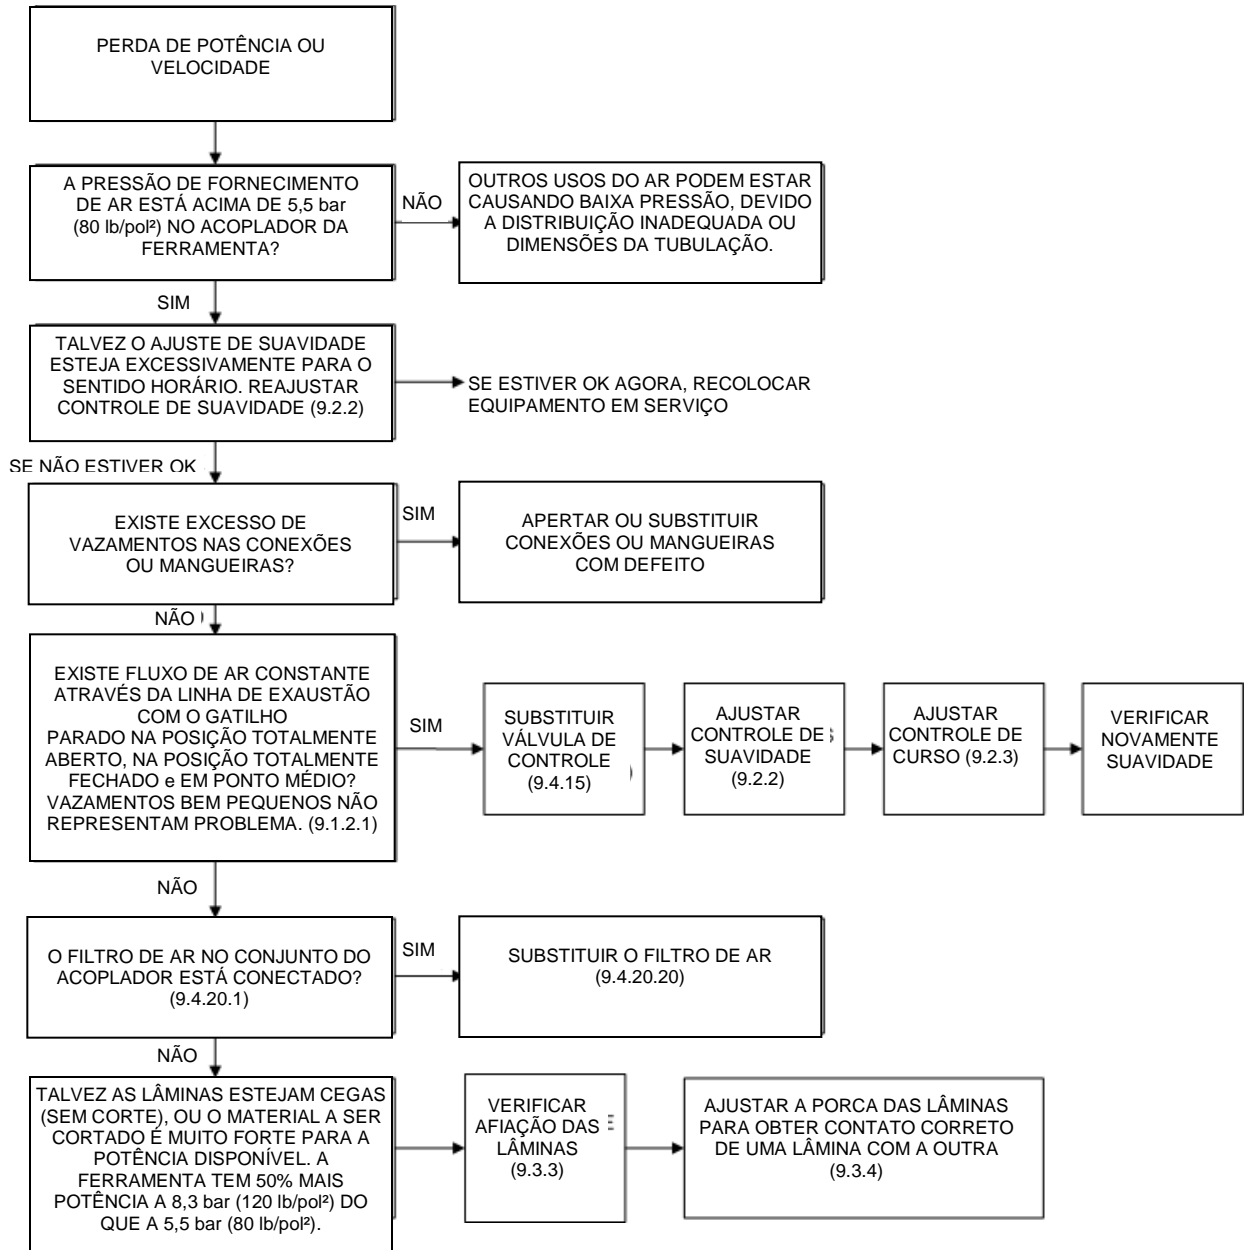 PERDA DE POTÊNCIA OU
VELOCIDADE
A PRESSÃO DE FORNECIMENTO
DE AR ESTÁ ACIMA DE 5,5 bar
(80 lb/pol²) NO ACOPLADOR DA
FERRAMENTA?
NÃO
OUTROS USOS DO AR PODEM ESTAR
CAUSANDO BAIXA PRESSÃO, DEVIDO
A DISTRIBUIÇÃO INADEQUADA OU
DIMENSÕES DA TUBULAÇÃO.
SIM
TALVEZ O AJUSTE DE SUAVIDADE
ESTEJA EXCESSIVAMENTE PARA O
SENTIDO HORÁRIO. REAJUSTAR
CONTROLE DE SUAVIDADE (9.2.2)
SE ESTIVER OK AGORA, RECOLOCAR
EQUIPAMENTO EM SERVIÇO
SE NÃO ESTIVER OK
EXISTE EXCESSO DE
VAZAMENTOS NAS CONEXÕES
OU MANGUEIRAS?
SIM
APERTAR OU SUBSTITUIR
CONEXÕES OU MANGUEIRAS
COM DEFEITO
NÃO
EXISTE FLUXO DE AR CONSTANTE
ATRAVÉS DA LINHA DE EXAUSTÃO
COM O GATILHO
PARADO NA POSIÇÃO TOTALMENTE
ABERTO, NA POSIÇÃO TOTALMENTE
FECHADO e EM PONTO MÉDIO?
VAZAMENTOS BEM PEQUENOS NÃO
REPRESENTAM PROBLEMA. (9.1.2.1)
SIM
SUBSTITUIR
VÁLVULA DE
CONTROLE
(9.4.15)
AJUSTAR
CONTROLE DE
SUAVIDADE
(9.2.2)
AJUSTAR
CONTROLE DE
CURSO (9.2.3)
VERIFICAR
NOVAMENTE
SUAVIDADE
NÃO
O FILTRO DE AR NO CONJUNTO DO
ACOPLADOR ESTÁ CONECTADO?
(9.4.20.1)
SIM
SUBSTITUIR O FILTRO DE AR
(9.4.20.20)
NÃO
TALVEZ AS LÂMINAS ESTEJAM CEGAS
(SEM CORTE), OU O MATERIAL A SER
CORTADO É MUITO FORTE PARA A
POTÊNCIA DISPONÍVEL. A
FERRAMENTA TEM 50% MAIS
POTÊNCIA A 8,3 bar (120 lb/pol²) DO
QUE A 5,5 bar (80 lb/pol²).
VERIFICAR
AFIAÇÃO DAS
LÂMINAS
(9.3.3)
AJUSTAR A PORCA DAS LÂMINAS
PARA OBTER CONTATO CORRETO
DE UMA LÂMINA COM A OUTRA
(9.3.4)